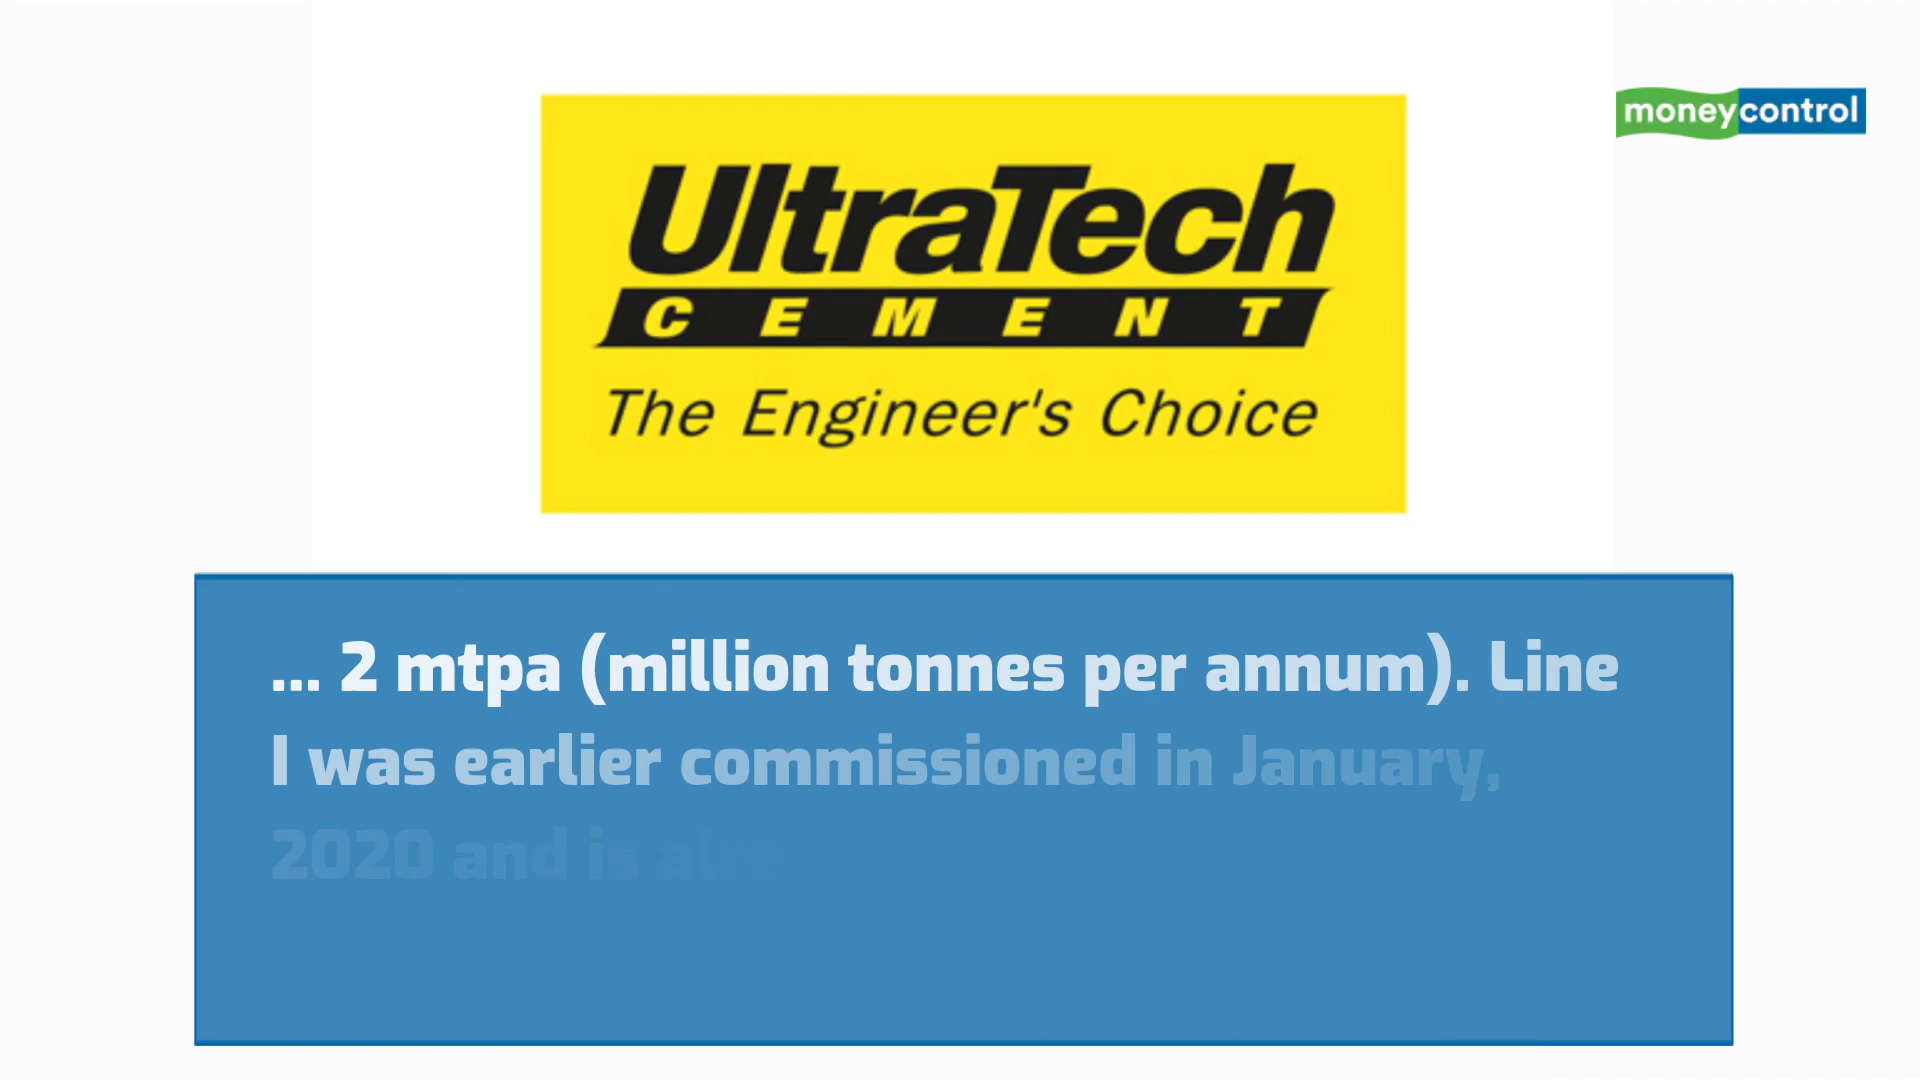 moneycontrol
UltraTech
CEMENT
The Engineer's Choice
... 2 mtpa (million tonnes per annum). Line
I was earlier commissioned in January,
2020 and is alre